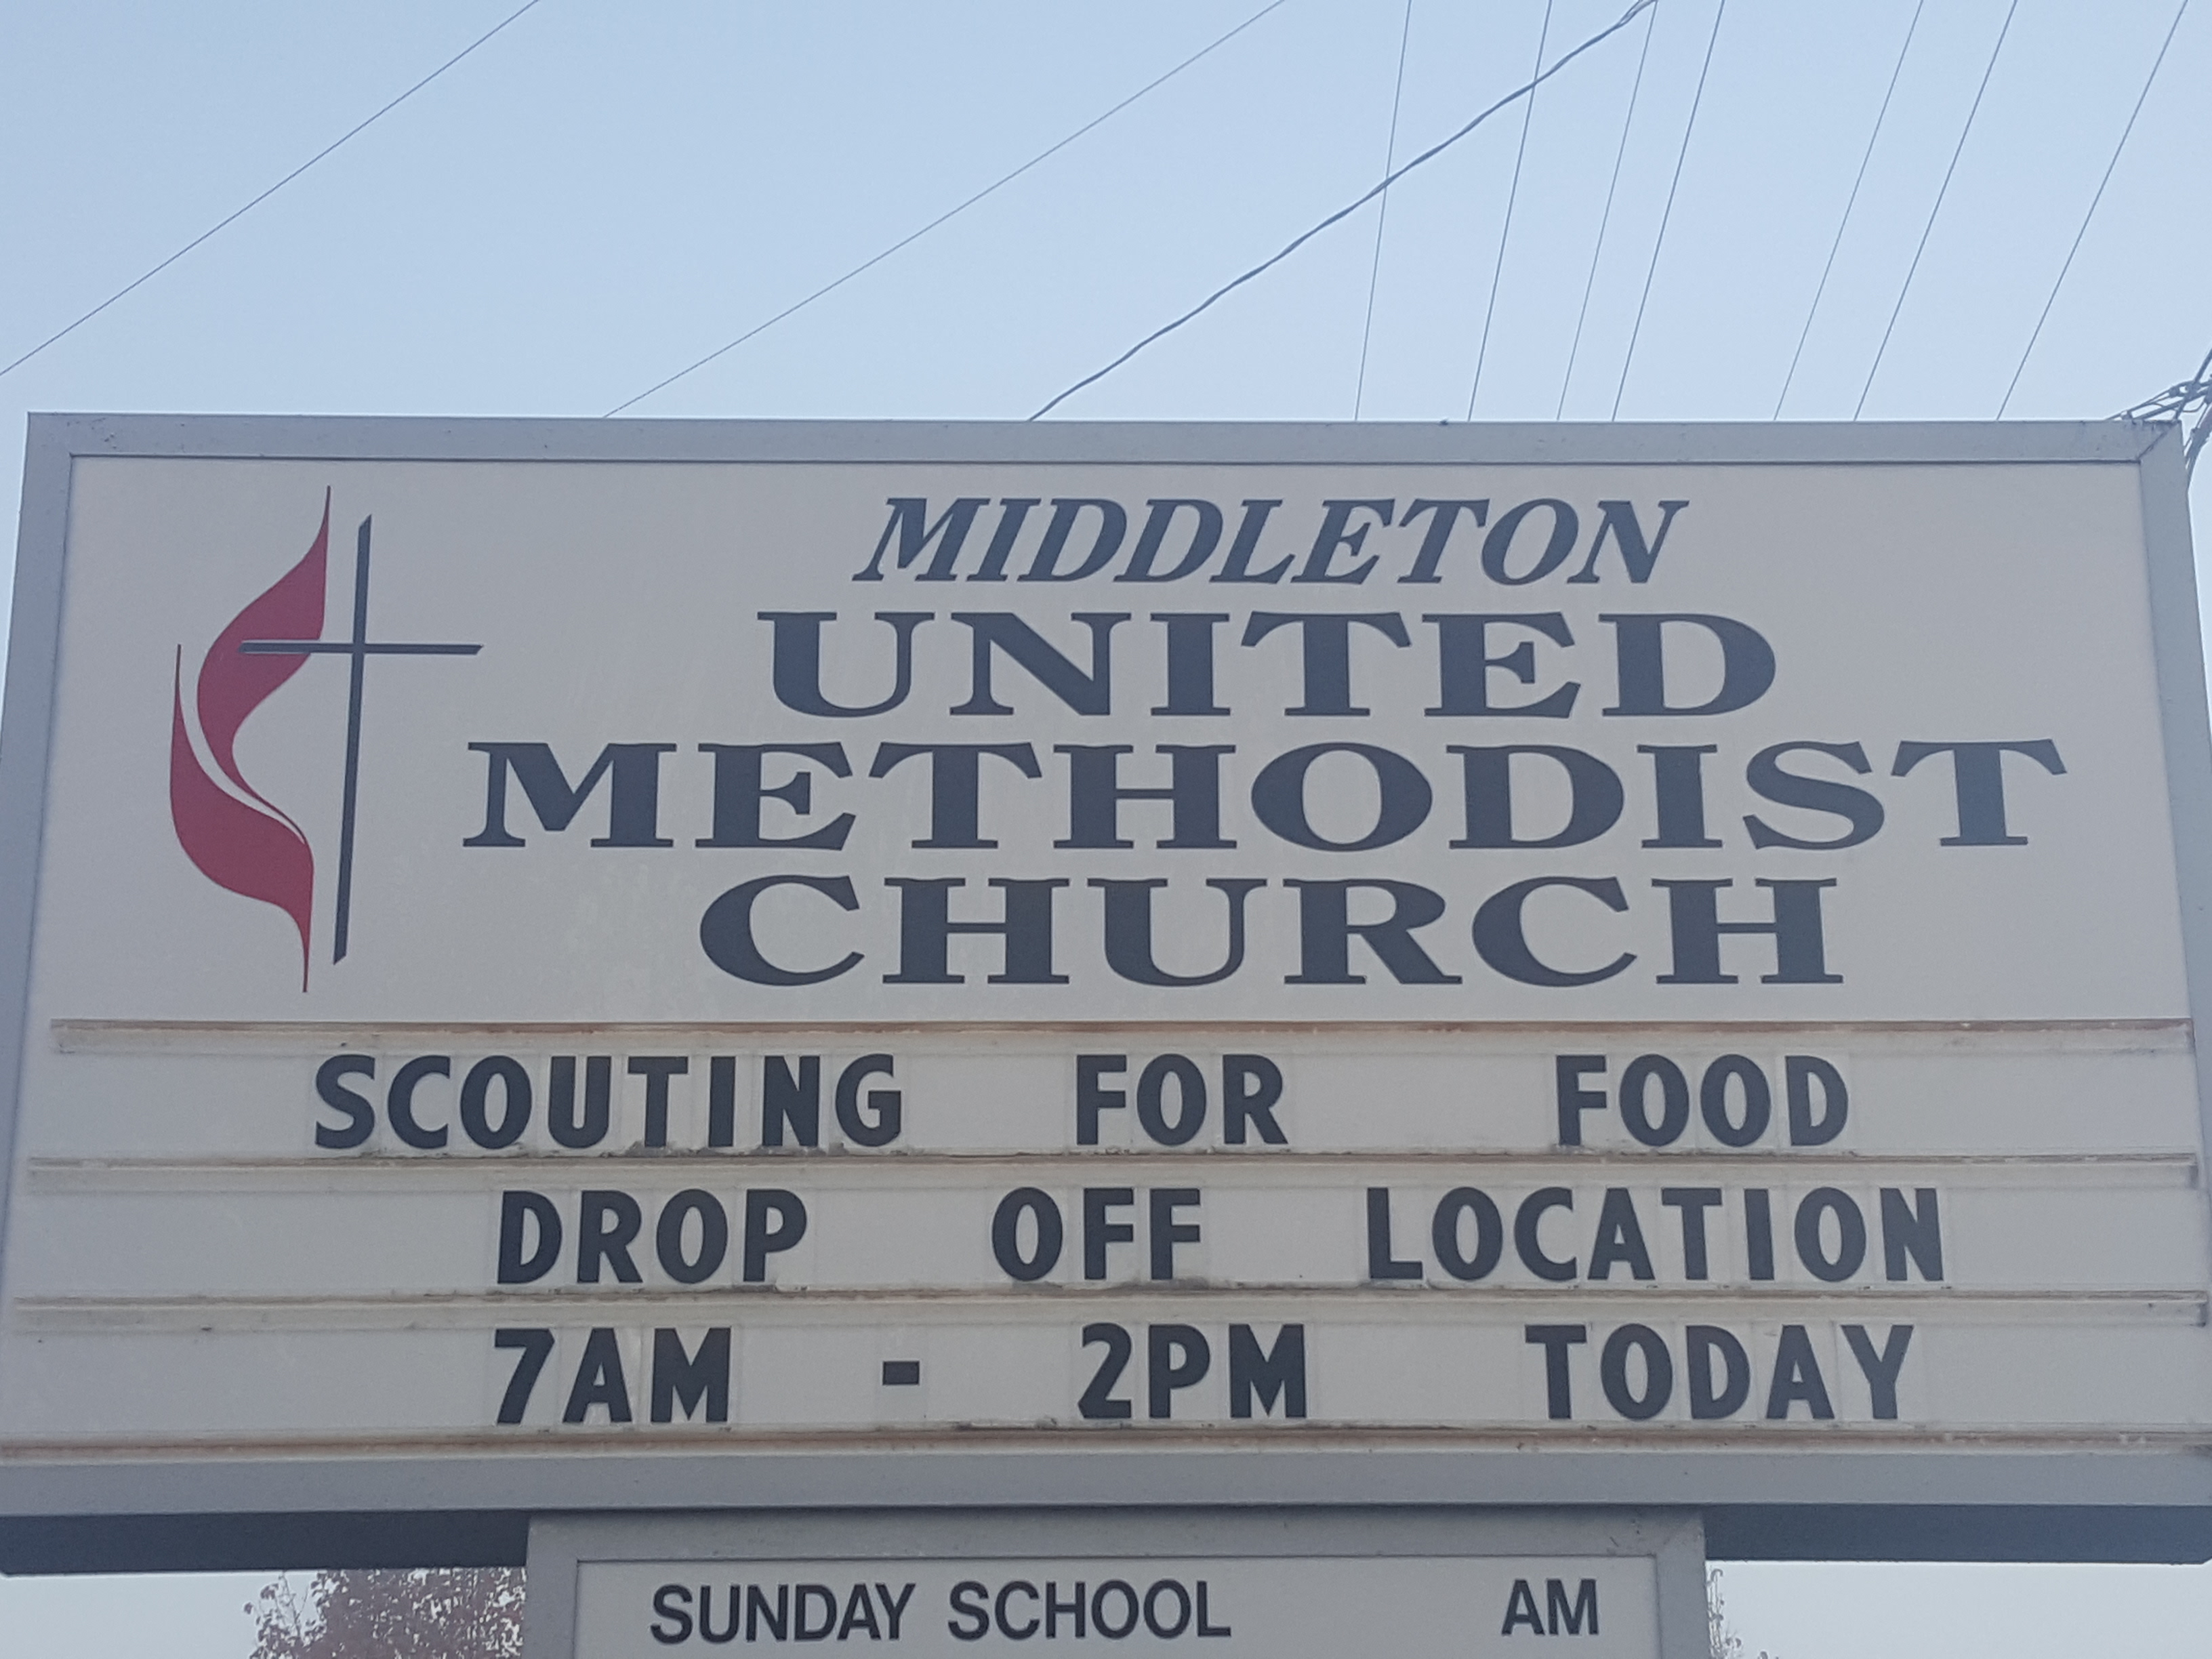 MIDDLETON
UNITED
METHODIST
CHURCH
SCOUTING FOR FOOD
DROP OFF LOCATION
7AM - 2PM TODAY
SUNDAY SCHOOL AM